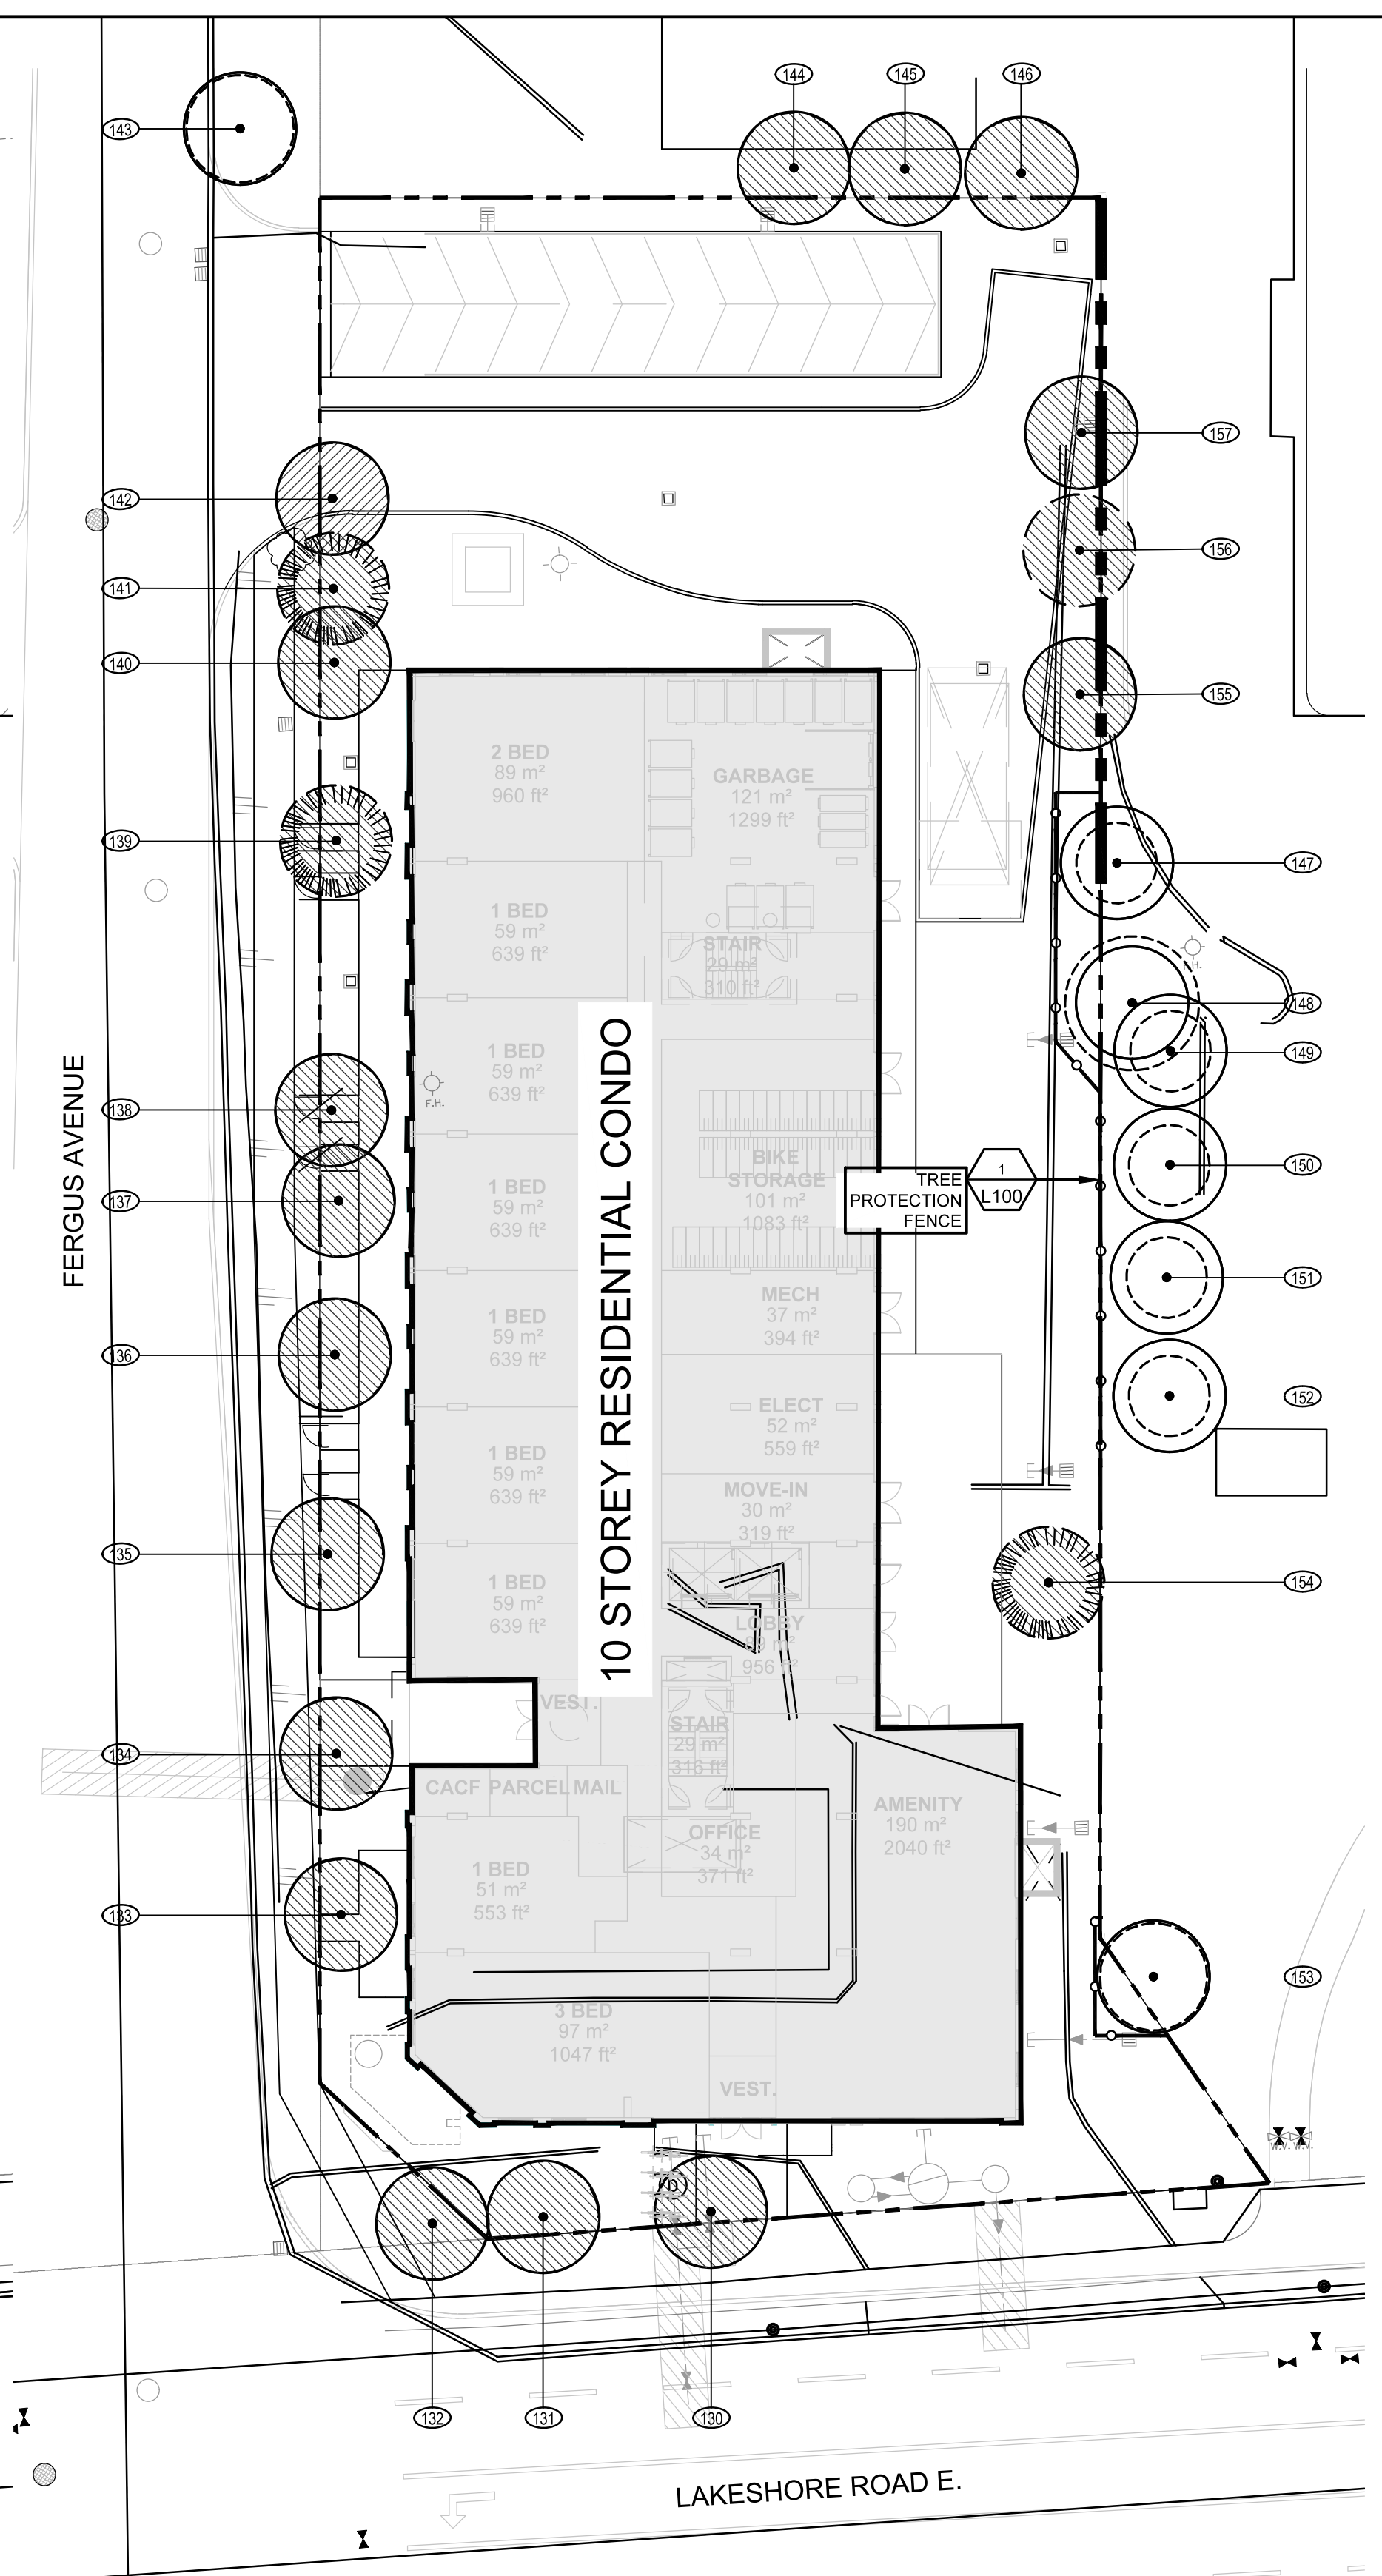 144
145
146
143
157
142
156
141
140
155
2 BED
89 m²
960 ft²
GARBAGE
121 m²
1299 ft²
139
147
1 BED
59 m²
639 ft²
STAIR
29 m²
310 ft²
F.H.
148
149
1 BED
59 m²
639 ft²
F.H.
10 STOREY RESIDENTIAL CONDO
FERGUS AVENUE
138
BIKE
STORAGE
101 m²
1083 ft²
TREE
PROTECTION
FENCE
1
L100
150
1 BED
59 m²
639 ft²
137
151
MECH
37 m²
394 ft²
1 BED
59 m²
639 ft²
136
152
ELECT
52 m²
559 ft²
1 BED
59 m²
639 ft²
MOVE-IN
30 m²
319 ft²
135
154
1 BED
59 m²
639 ft²
LOBBY
89 m²
956 ft²
VEST.
STAIR
29 m²
316 ft²
134
CACF
PARCEL
MAIL
AMENITY
190 m²
2040 ft²
OFFICE
34 m²
371 ft²
1 BED
51 m²
553 ft²
133
153
3 BED
97 m²
1047 ft²
VEST.
W.V.
W.V.
132
131
130
LAKESHORE ROAD E.